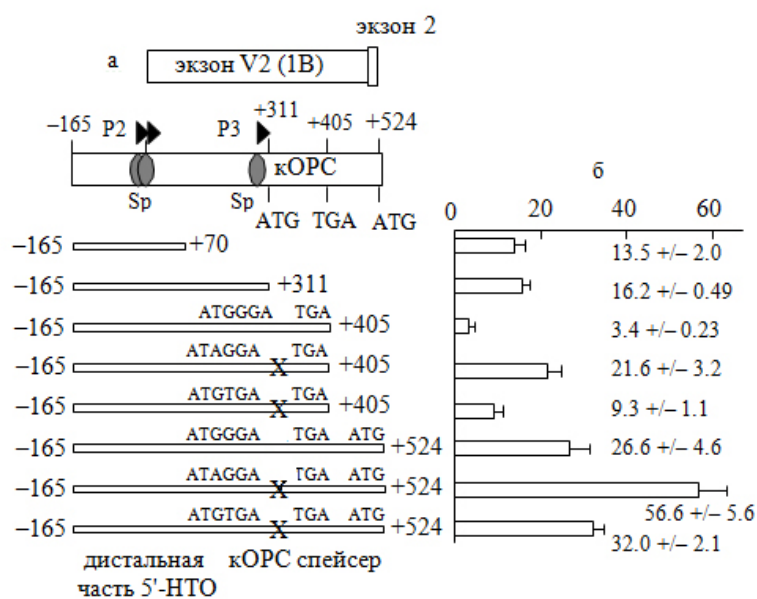 экзон 2
а
экзон V2 (1B)
−165 P2 P3 +311 +405 +524
кОРС
Sp Sp
ATG TGA ATG
б
0 20 40 60
−165 +70 13.5 +/− 2.0
−165 +311 16.2 +/− 0.49
ATGGGA TGA
−165 +405 3.4 +/− 0.23
ATAGGA TGA
−165 X +405 21.6 +/− 3.2
ATGTGA TGA
−165 X +405 9.3 +/− 1.1
ATGGGA TGA ATG
−165 +524 26.6 +/− 4.6
ATAGGA TGA ATG
−165 X +524 56.6 +/− 5.6
ATGTGA TGA ATG
−165 X +524 32.0 +/− 2.1
дистальная кОРС спейсер
часть 5'-НТО